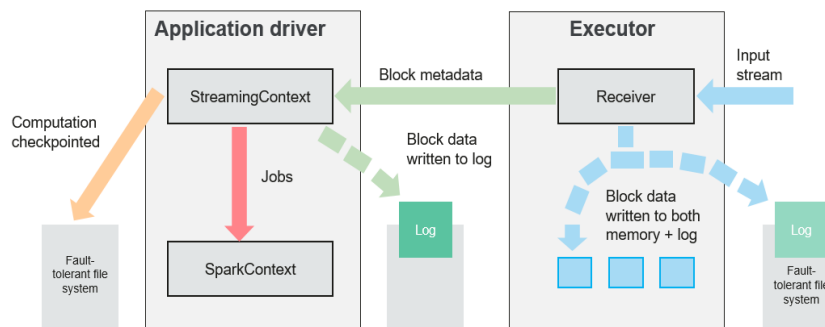 Application driver
Executor
Input
stream
Block metadata
StreamingContext
Receiver
Computation
checkpointed
Block data
written to log
Jobs
Block data
written to both
memory + log
Log
Log
Fault-
tolerant file
system
SparkContext
Fault-
tolerant file
system